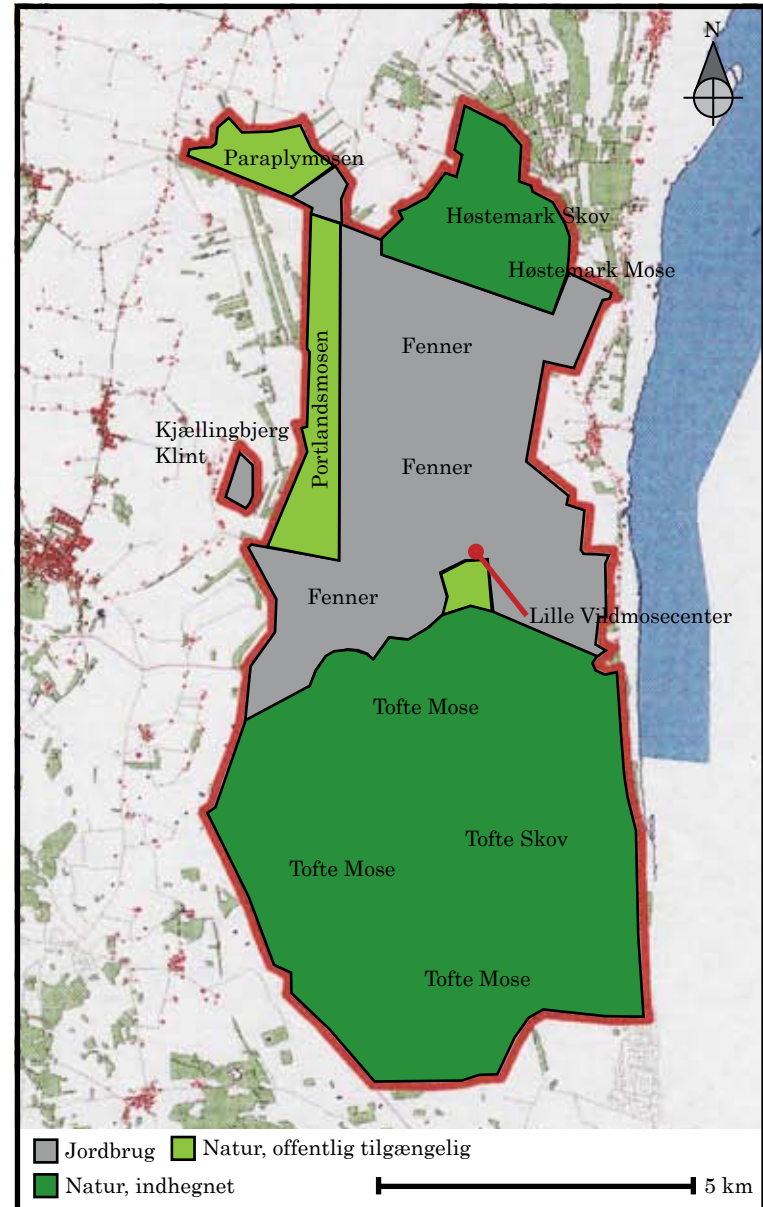 N
Paraplymosen
Høstemark Skov
Høstemark Mose
Fenner
Portlandsmosen
Kjællingbjerg
Klint
Fenner
Fenner
Lille Vildmosecenter
Tofte Mose
Tofte Skov
Tofte Mose
Tofte Mose
Jordbrug
Natur, offentlig tilgængelig
Natur, indhegnet
5 km